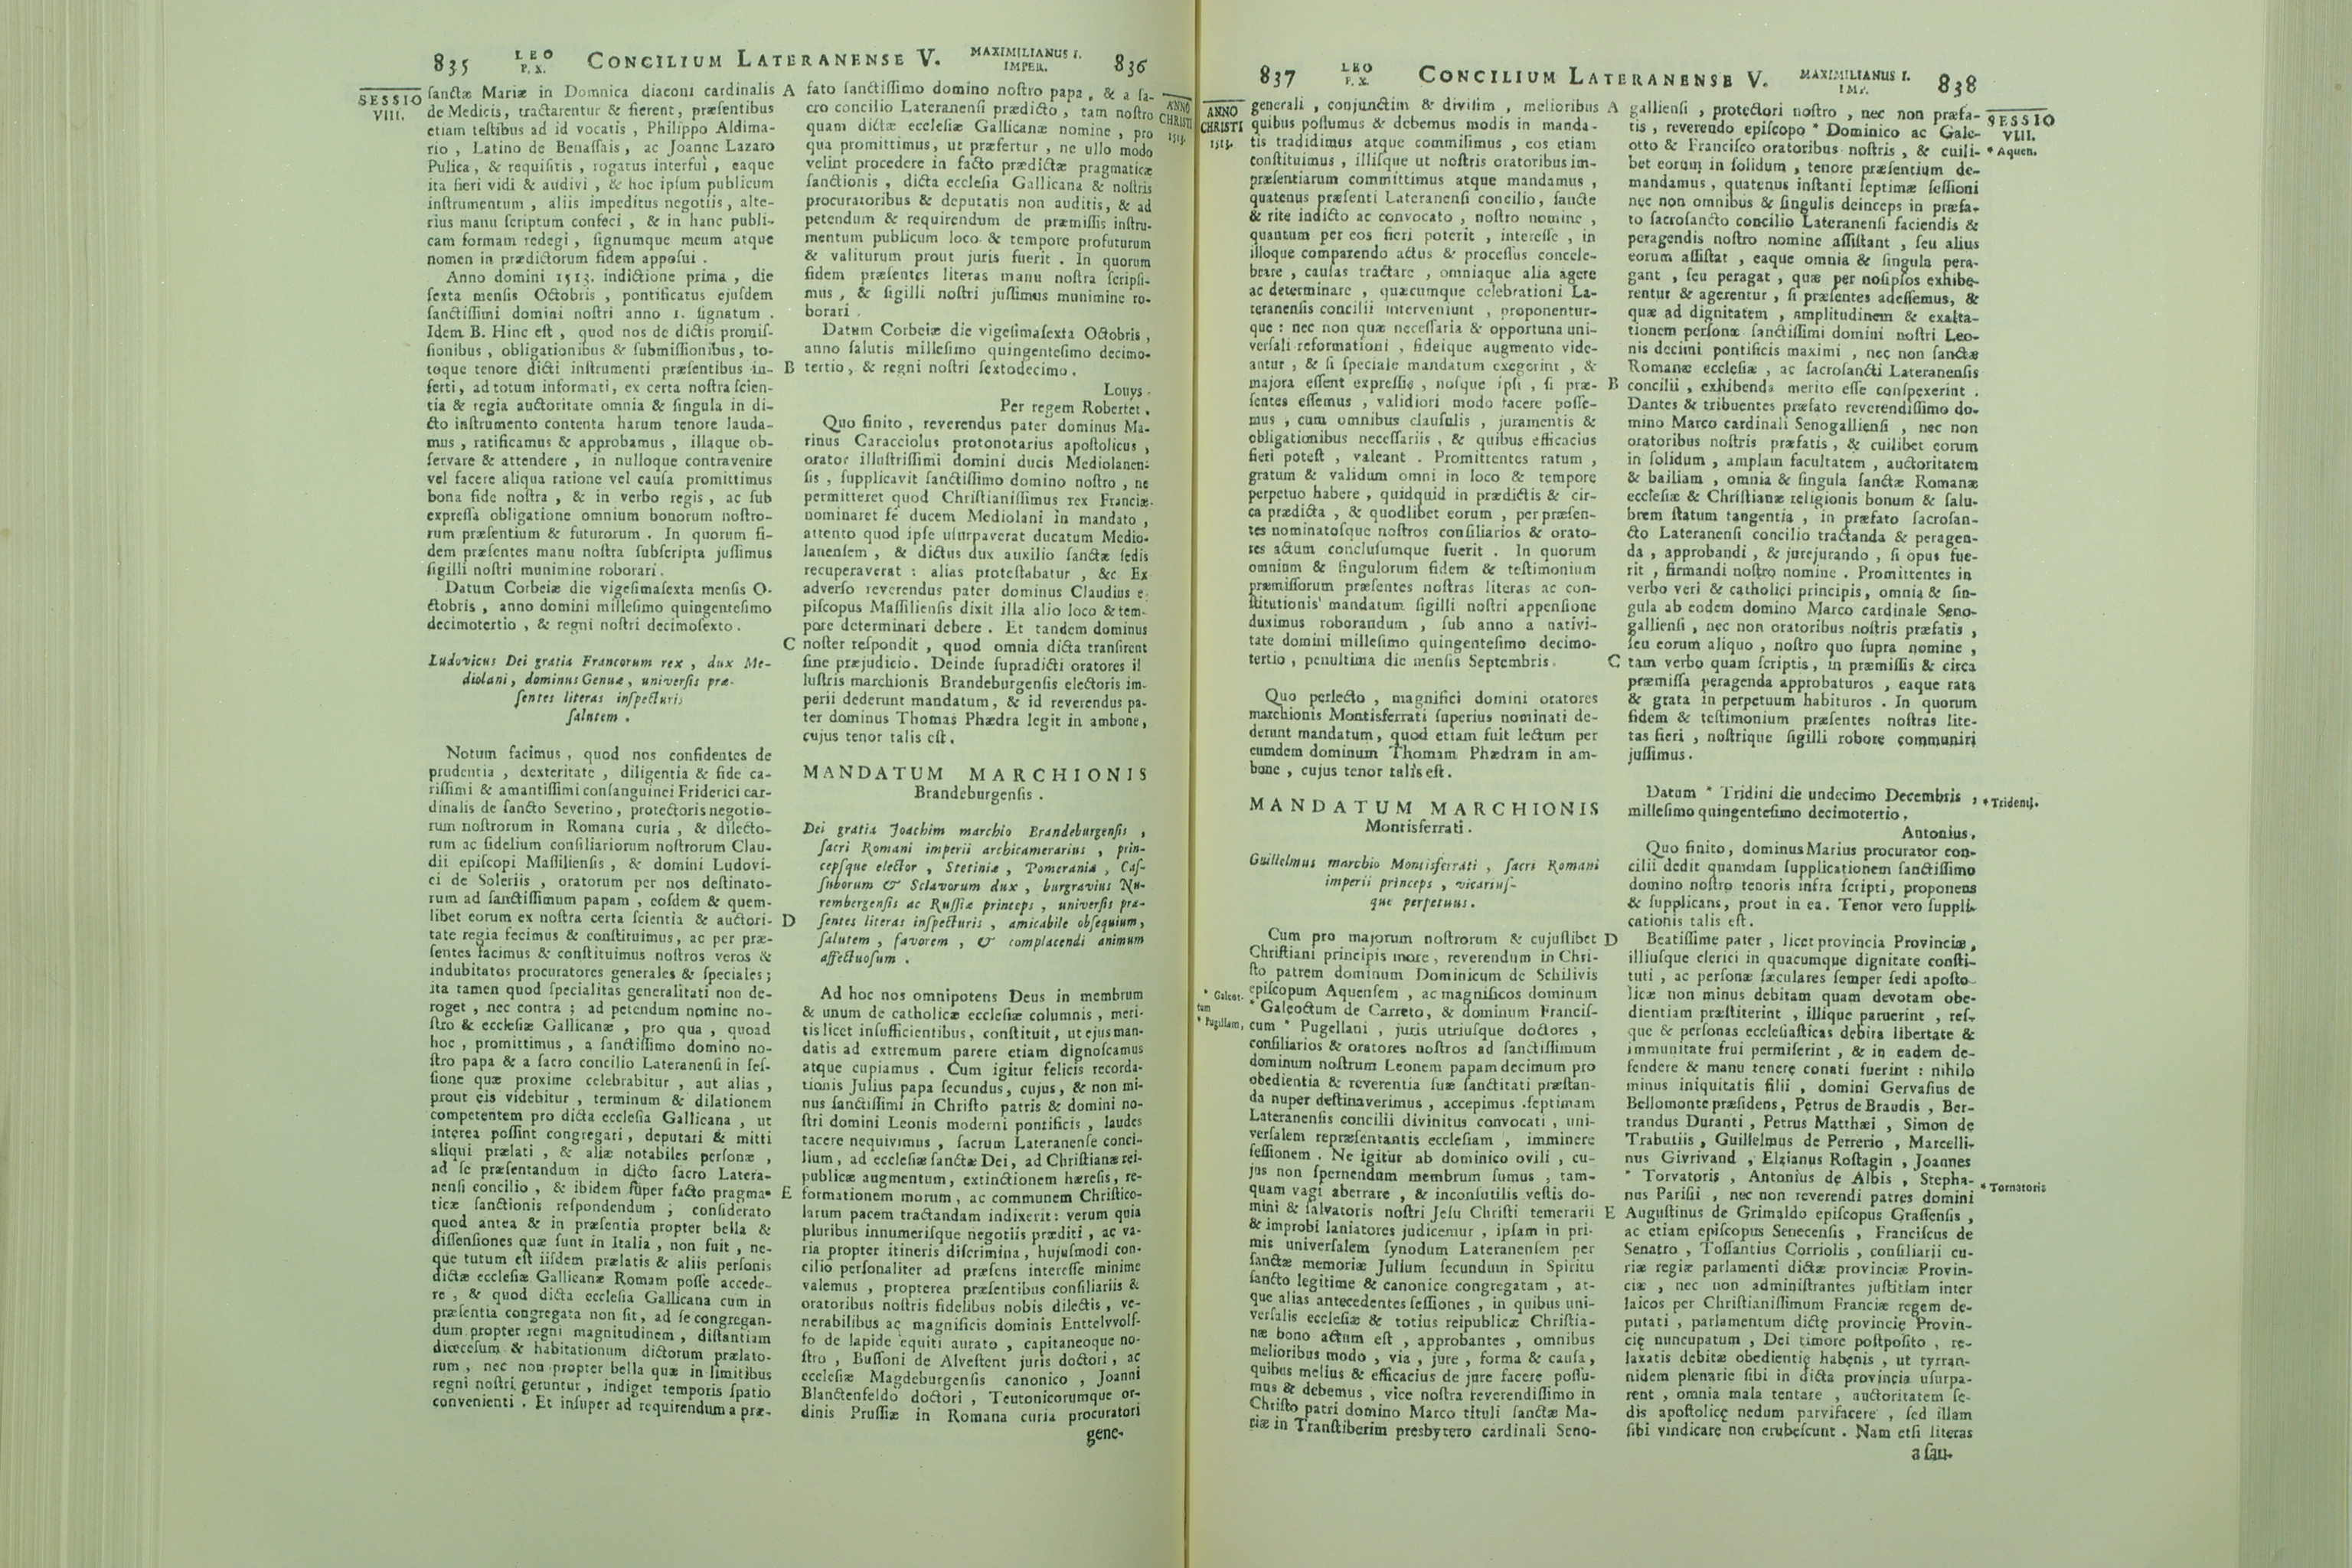 835 LEO P. X. CONCILIUM LATERANENSE V. MAXIMILIANUS I. IMPER. 836
SESSIO VIII.
sanctæ Mariæ in Domnica diaconi cardinalis
de Medicis, tractarentur & fierent, præsentibus
etiam testibus ad id vocatis, Philippo Aldima-
rio, Latino de Benassais, ac Joanne Lazaro
Pulica, & requisitis, rogatus interfui, eaque
ita fieri vidi & audivi, & hoc ipsum publicum
instrumentum, aliis impeditus negotiis, alte-
rius manu scriptum confeci, & in hanc publi-
cam formam redegi, signumque meum atque
nomen in prædictorum fidem apposui.
Anno domini 1513. indictione prima, die
sexta mensis Octobris, pontificatus ejusdem
sanctissimi domini nostri anno 1. signatum.
Idem B. Hinc est, quod nos de dictis promis-
sionibus, obligationibus & submissionibus, to-
toque tenore dicti instrumenti præsentibus in-
serti, ad totum informati, ex certa nostra scien-
tia & regia auctoritate omnia & singula in di-
cto instrumento contenta harum tenore lauda-
mus, ratificamus & approbamus, illaque ob-
servare & attendere, in nulloque contravenire
vel facere aliqua ratione vel causa promittimus
bona fide nostra, & in verbo regis, ac sub
expressa obligatione omnium bonorum nostro-
rum præsentium & futurorum. In quorum fi-
dem præsentes manu nostra subscripta jussimus
sigilli nostri munimine roborari.
Datum Corbeiæ die vigesimasexta mensis O-
ctobris, anno domini millesimo quingentesimo
decimotertio, & regni nostri decimosexto.
Ludovicus Dei gratia Francorum rex, dux Me-
diolani, dominus Genuæ, universis præ-
sentes literas inspecturis
salutem.
Notum facimus, quod nos confidentes de
prudentia, dexteritate, diligentia & fide ca-
rissimi & amantissimi consanguinei Friderici car-
dinalis de sancto Severino, protectoris negotio-
rum nostrorum in Romana curia, & dilecto-
rum ac fidelium consiliariorum nostrorum Clau-
dii episcopi Massiliensis, & domini Ludovi-
ci de Soleriis, oratorum per nos destinato-
rum ad sanctissimum papam, eosdem & quem-
libet eorum ex nostra certa scientia & auctori-
tate regia fecimus & constituimus, ac per præ-
sentes facimus & constituimus nostros veros &
indubitatos procuratores generales & speciales;
ita tamen quod specialitas generalitati non de-
roget, nec contra; ad petendum nomine no-
stro & ecclesiæ Gallicanæ, pro qua, quoad
hoc, promittimus, a sanctissimo domino no-
stro papa & a sacro concilio Lateranensi in ses-
sione quæ proxime celebrabitur, aut alias,
prout eis videbitur, terminum & dilationem
competentem pro dicta ecclesia Gallicana, ut
interea possint congregari, deputari & mitti
aliqui prælati, & aliæ notabiles personæ,
ad se præsentandum in dicto sacro Latera-
nensi concilio, & ibidem super facto pragma-
ticæ sanctionis respondendum; considerato
quod antea & in præsentia propter bella &
dissensiones quæ sunt in Italia, non fuit, ne-
que tutum est iisdem prælatis & aliis personis
dictæ ecclesiæ Gallicanæ Romam posse accede-
re, & quod dicta ecclesia Gallicana cum in
præsentia congregata non sit, ad se congregan-
dum propter regni magnitudinem, distantiam
diœcesum & habitationum dictorum prælato-
rum, nec non propter bella quæ in limitibus
regni nostri geruntur, indiget temporis spatio
convenienti. Et insuper ad requirendum a præ-
A
B
C
D
E
ANNO CHRISTI 1513.
fato sanctissimo domino nostro papa, & a sa-
cro concilio Lateranensi prædicto, tam nostro
quam dictæ ecclesiæ Gallicanæ nomine, pro
qua promittimus, ut præfertur, ne ullo modo
velint procedere in facto prædictæ pragmaticæ
sanctionis, dicta ecclesia Gallicana & nostris
procuratoribus & deputatis non auditis, & ad
petendum & requirendum de præmissis instru-
mentum publicum loco & tempore profuturum
& valiturum prout juris fuerit. In quorum
fidem præsentes literas manu nostra scripsi-
mus, & sigilli nostri jussimus munimine ro-
borari.
Datum Corbeiæ die vigesimasexta Octobris,
anno salutis millesimo quingentesimo decimo-
tertio, & regni nostri sextodecimo.
Louys.
Per regem Robertet.
Quo finito, reverendus pater dominus Ma-
rinus Caracciolus protonotarius apostolicus,
orator illustrissimi domini ducis Mediolanen-
sis, supplicavit sanctissimo domino nostro, ne
permitteret quod Christianissimus rex Franciæ
nominaret se ducem Mediolani in mandato,
attento quod ipse usurpaverat ducatum Medio-
lanensem, & dictus dux auxilio sanctæ sedis
recuperaverat: alias protestabatur, &c. Ex
adverso reverendus pater dominus Claudius e-
piscopus Massiliensis dixit illa alio loco & tem-
pore determinari debere. Et tandem dominus
noster respondit, quod omnia dicta transirent
sine præjudicio. Deinde supradicti oratores il
lustris marchionis Brandeburgensis electoris im-
perii dederunt mandatum, & id reverendus pa-
ter dominus Thomas Phædra legit in ambone,
cujus tenor talis est.
MANDATUM MARCHIONIS
Brandeburgensis.
Dei gratia Joachim marchio Brandeburgensis,
sacri Romani imperii archicamerarius, prin-
cepsque elector, Stetiniæ, Pomeraniæ, Cas-
suborum & Sclavorum dux, burgravius Nu-
rembergensis ac Russiæ princeps, universis præ-
sentes literas inspecturis, amicabile obsequium,
salutem, favorem, & complacendi animum
affectuosum.
Ad hoc nos omnipotens Deus in membrum
& unum de catholicæ ecclesiæ columnis, meri-
tis licet insufficientibus, constituit, ut ejus man-
datis ad extremum parere etiam dignoscamus
atque cupiamus. Cum igitur felicis recorda-
tionis Julius papa secundus, cujus, & non mi-
nus sanctissimi in Christo patris & domini no-
stri domini Leonis moderni pontificis, laudes
tacere nequivimus, sacrum Lateranense conci-
lium, ad ecclesiæ sanctæ Dei, ad Christianæ rei-
publicæ augmentum, extinctionem hæresis, re-
formationem morum, ac communem Christico-
larum pacem tractandam indixerit: verum quia
pluribus innumerisque negotiis præditi, ac va-
ria propter itineris discrimina, hujusmodi con-
cilio personaliter ad præsens interesse minime
valemus, propterea præsentibus consiliariis &
oratoribus nostris fidelibus nobis dilectis, ve-
nerabilibus ac magnificis dominis Enttelvvolf-
fo de lapide equiti aurato, capitaneoque no-
stro, Bussoni de Alvestent juris doctori, ac
ecclesiæ Magdeburgensis canonico, Joanni
Blanctenfeldo doctori, Teutonicorumque or-
dinis Prussiæ in Romana curia procuratori
gene-
837 LEO P. X. CONCILIUM LATERANENSE V. MAXIMILIANUS I. IMP. 838
ANNO CHRISTI 1513.
generali, conjunctim & divisim, melioribus
quibus possumus & debemus modis in manda-
tis tradidimus atque commisimus, eos etiam
constituimus, illisque ut nostris oratoribus im-
præsentiarum committimus atque mandamus,
quatenus præsenti Lateranensi concilio, sancte
& rite indicto ac convocato, nostro nomine,
quantum per eos fieri poterit, interesse, in
illoque comparendo actus & processus concele-
brare, causas tractare, omniaque alia agere
ac determinare, quæcumque celebrationi La-
teranensis concilii interveniunt, proponentur-
que: nec non quæ necessaria & opportuna uni-
versali reformationi, fideique augmento vide-
antur, & si speciale mandatum exegerint, &
majora essent expressio, nosque ipsi, si præ-
sentes essemus, validiori modo facere posse-
mus, cum omnibus clausulis, juramentis &
obligationibus necessariis, & quibus efficacius
fieri potest, valeant. Promittentes ratum,
gratum & validum omni in loco & tempore
perpetuo habere, quidquid in prædictis & cir-
ca prædicta, & quodlibet eorum, per præsen-
tes nominatosque nostros consiliarios & orato-
res actum conclusumque fuerit. In quorum
omnium & singulorum fidem & testimonium
præmissorum præsentes nostras literas ac con-
stitutionis mandatum sigilli nostri appensione
duximus roborandum, sub anno a nativi-
tate domini millesimo quingentesimo decimo-
tertio, penultima die mensis Septembris.
Quo perlecto, magnifici domini oratores
marchionis Montisferrati superius nominati de-
derunt mandatum, quod etiam fuit lectum per
eumdem dominum Thomam Phædram in am-
bone, cujus tenor talis est.
MANDATUM MARCHIONIS
Montisferrati.
Guillelmus marchio Montisferrati, sacri Romani
imperii princeps, vicarius-
que perpetuus.
Cum pro majorum nostrorum & cujuslibet
Christiani principis more, reverendum in Chri-
sto patrem dominum Dominicum de Schilivis
episcopum Aquensem, ac magnificos dominum
* Galeoctum de Carreto, & dominum Francis-
cum * Pugellani, juris utriusque doctores,
consiliarios & oratores nostros ad sanctissimum
dominum nostrum Leonem papam decimum pro
obedientia & reverentia suæ sanctitati præstan-
da nuper destinaverimus, accepimus septimam
Lateranensis concilii divinitus convocati, uni-
versalem repræsentantis ecclesiam, imminere
sessionem. Ne igitur ab dominico ovili, cu-
jus non spernendum membrum sumus, tam-
quam vagi aberrare, & inconsutilis vestis do-
mini & salvatoris nostri Jesu Christi temerarii
& improbi laniatores judicemur, ipsam in pri-
mis universalem synodum Lateranensem per
sanctæ memoriæ Julium secundum in Spiritu
sancto legitime & canonice congregatam, at-
que alias antecedentes sessiones, in quibus uni-
versalis ecclesiæ & totius reipublicæ Christia-
næ bono actum est, approbantes, omnibus
melioribus modo, via, jure, forma & causa,
quibus melius & efficacius de jure facere possu-
mus & debemus, vice nostra reverendissimo in
Christo patri domino Marco tituli sanctæ Ma-
riæ in Transtiberim presbytero cardinali Seno-
* Galeot-
tum
* Pugillam,
A
B
C
D
E
SESSIO VIII.
galliensi, protectori nostro, nec non præfa-
tis, reverendo episcopo * Dominico ac Gale-
otto & Francisco oratoribus nostris, & cuili-
bet eorum in solidum, tenore præsentium de-
mandamus, quatenus instanti septimæ sessioni
nec non omnibus & singulis deinceps in præfa-
to sacrosancto concilio Lateranensi faciendis &
peragendis nostro nomine assistant, seu alius
eorum assistat, eaque omnia & singula pera-
gant, seu peragat, quæ per nosipsos exhibe-
rentur & agerentur, si præsentes adessemus, &
quæ ad dignitatem, amplitudinem & exalta-
tionem personæ sanctissimi domini nostri Leo-
nis decimi pontificis maximi, nec non sanctæ
Romanæ ecclesiæ, ac sacrosancti Lateranensis
concilii, exhibenda merito esse conspexerint.
Dantes & tribuentes præfato reverendissimo do-
mino Marco cardinali Senogalliensi, nec non
oratoribus nostris præfatis, & cuilibet eorum
in solidum, amplam facultatem, auctoritatem
& bailiam, omnia & singula sanctæ Romanæ
ecclesiæ & Christianæ religionis bonum & salu-
brem statum tangentia, in præfato sacrosan-
cto Lateranensi concilio tractanda & peragen-
da, approbandi, & jurejurando, si opus fue-
rit, firmandi nostro nomine. Promittentes in
verbo veri & catholici principis, omnia & sin-
gula ab eodem domino Marco cardinale Seno-
galliensi, nec non oratoribus nostris præfatis,
seu eorum aliquo, nostro quo supra nomine,
tam verbo quam scriptis, in præmissis & circa
præmissa peragenda approbaturos, eaque rata
& grata in perpetuum habituros. In quorum
fidem & testimonium præsentes nostras lite-
ras fieri, nostrique sigilli robore communiri
jussimus.
Datum * Tridini die undecimo Decembris,
millesimo quingentesimo decimotertio.
Antonius.
Quo finito, dominus Marius procurator con-
cilii dedit quamdam supplicationem sanctissimo
domino nostro tenoris infra scripti, proponens
& supplicans, prout in ea. Tenor vero suppli-
cationis talis est.
Beatissime pater, licet provincia Provinciæ,
illiusque clerici in quacumque dignitate consti-
tuti, ac personæ sæculares semper sedi aposto-
licæ non minus debitam quam devotam obe-
dientiam præstiterint, illique paruerint, res-
que & personas ecclesiasticas debita libertate &
immunitate frui permiserint, & in eadem de-
fendere & manu tenere conati fuerint: nihilo
minus iniquitatis filii, domini Gervasius de
Bellomonte præsidens, Petrus de Braudis, Ber-
trandus Duranti, Petrus Matthæi, Simon de
Trabutiis, Guillelmus de Perrerio, Marcelli-
nus Givrivand, Elzianus Rostagin, Joannes
* Torvatoris, Antonius de Albis, Stepha-
nus Parisii, nec non reverendi patres domini
Augustinus de Grimaldo episcopus Grassensis,
ac etiam episcopus Senecensis, Franciscus de
Senatro, Tossantius Corriolis, consiliarii cu-
riæ regiæ parlamenti dictæ provinciæ Provin-
ciæ, nec non administrantes justitiam inter
laicos per Christianissimum Franciæ regem de-
putati, parlamentum dictę provincię Provin-
cię nuncupatum, Dei timore postposito, re-
laxatis debitæ obedientię habenis, ut tyrran-
nidem plenarie sibi in dicta provincia usurpa-
rent, omnia mala tentare, auctoritatem se-
dis apostolicę nedum parvifacere, sed illam
sibi vindicare non erubescunt. Nam etsi literas
* Aquen.
* Tridensi.
* Tornatoris
a sau-